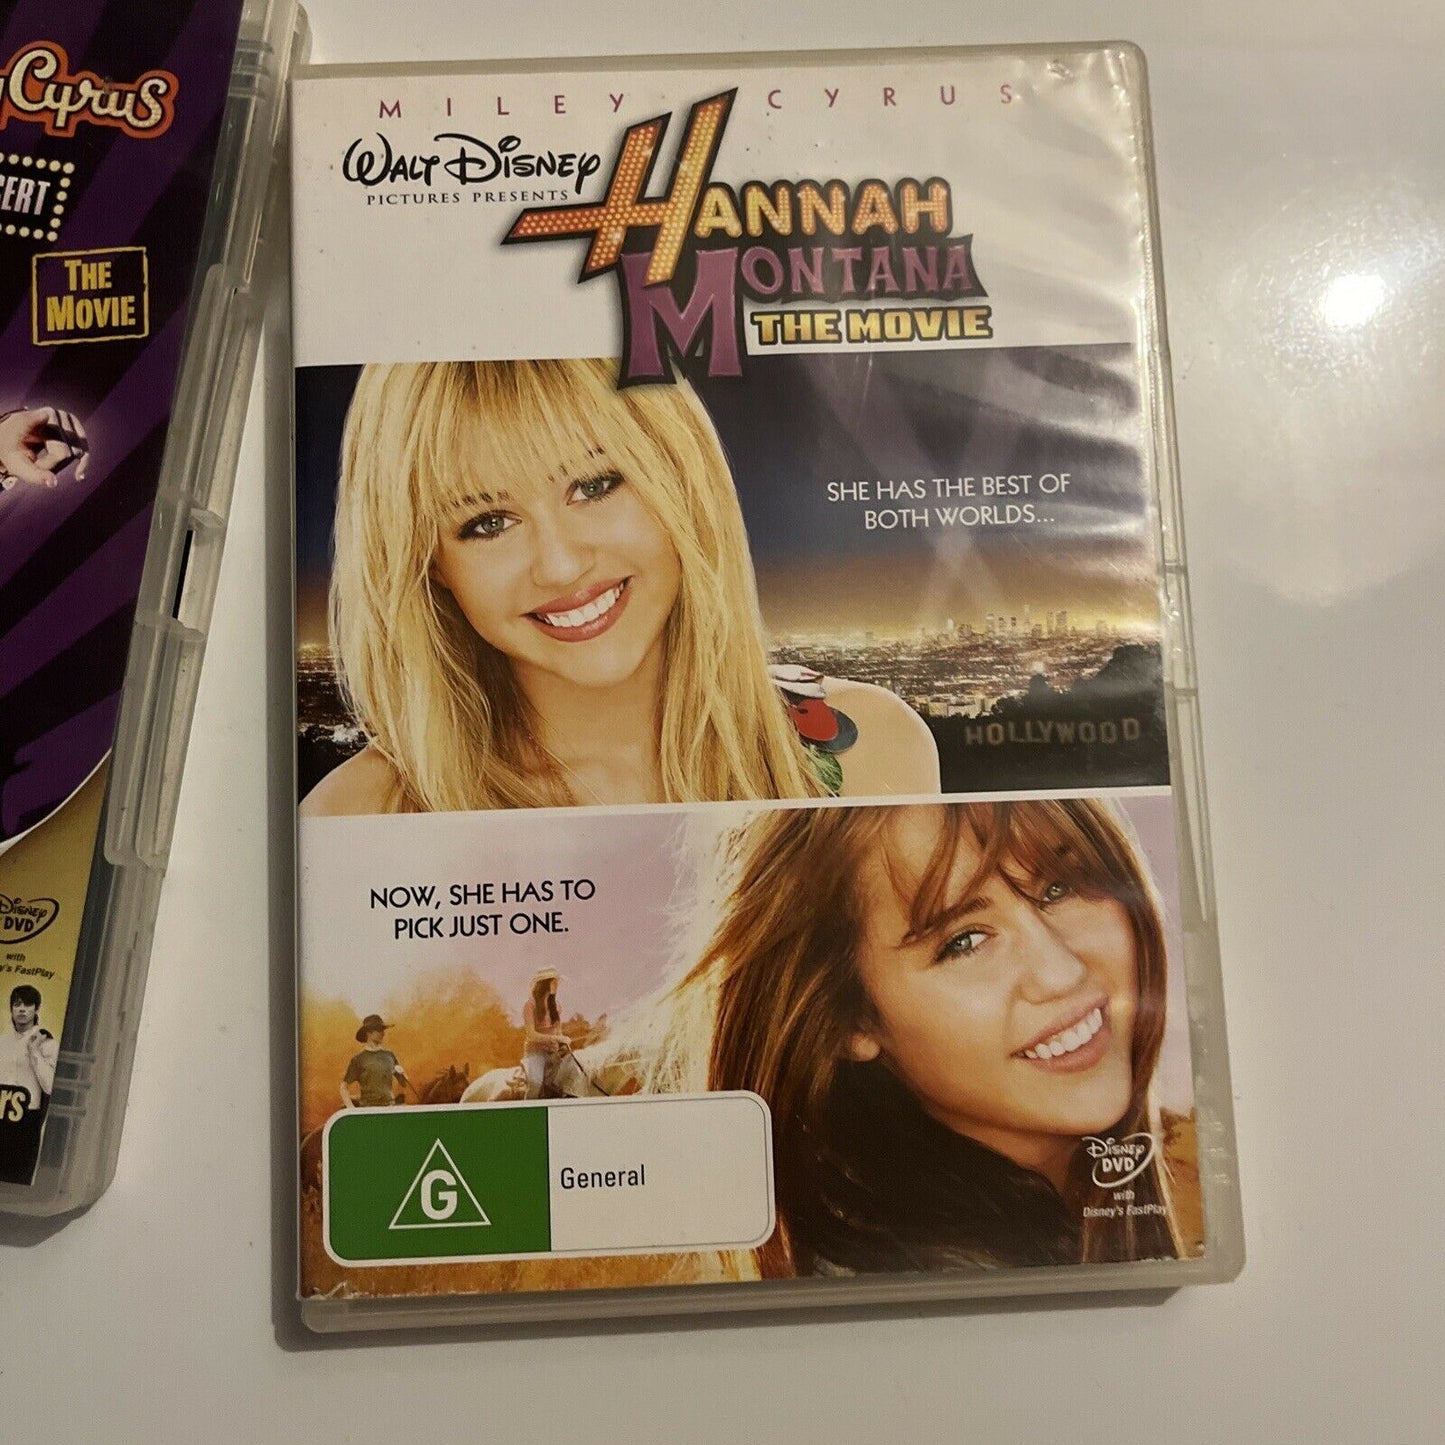 Cyrus
THE
MOVIE
Disney
DVD
with
FastPlay
MILEY CYRUS
WALT DISNEY
PICTURES PRESENTS
HANNAH
MONTANA
THE MOVIE
SHE HAS THE BEST OF
BOTH WORLDS...
HOLLYWOOD
NOW, SHE HAS TO
PICK JUST ONE.
G
General
Disney
DVD
with
Disney's FastPlay